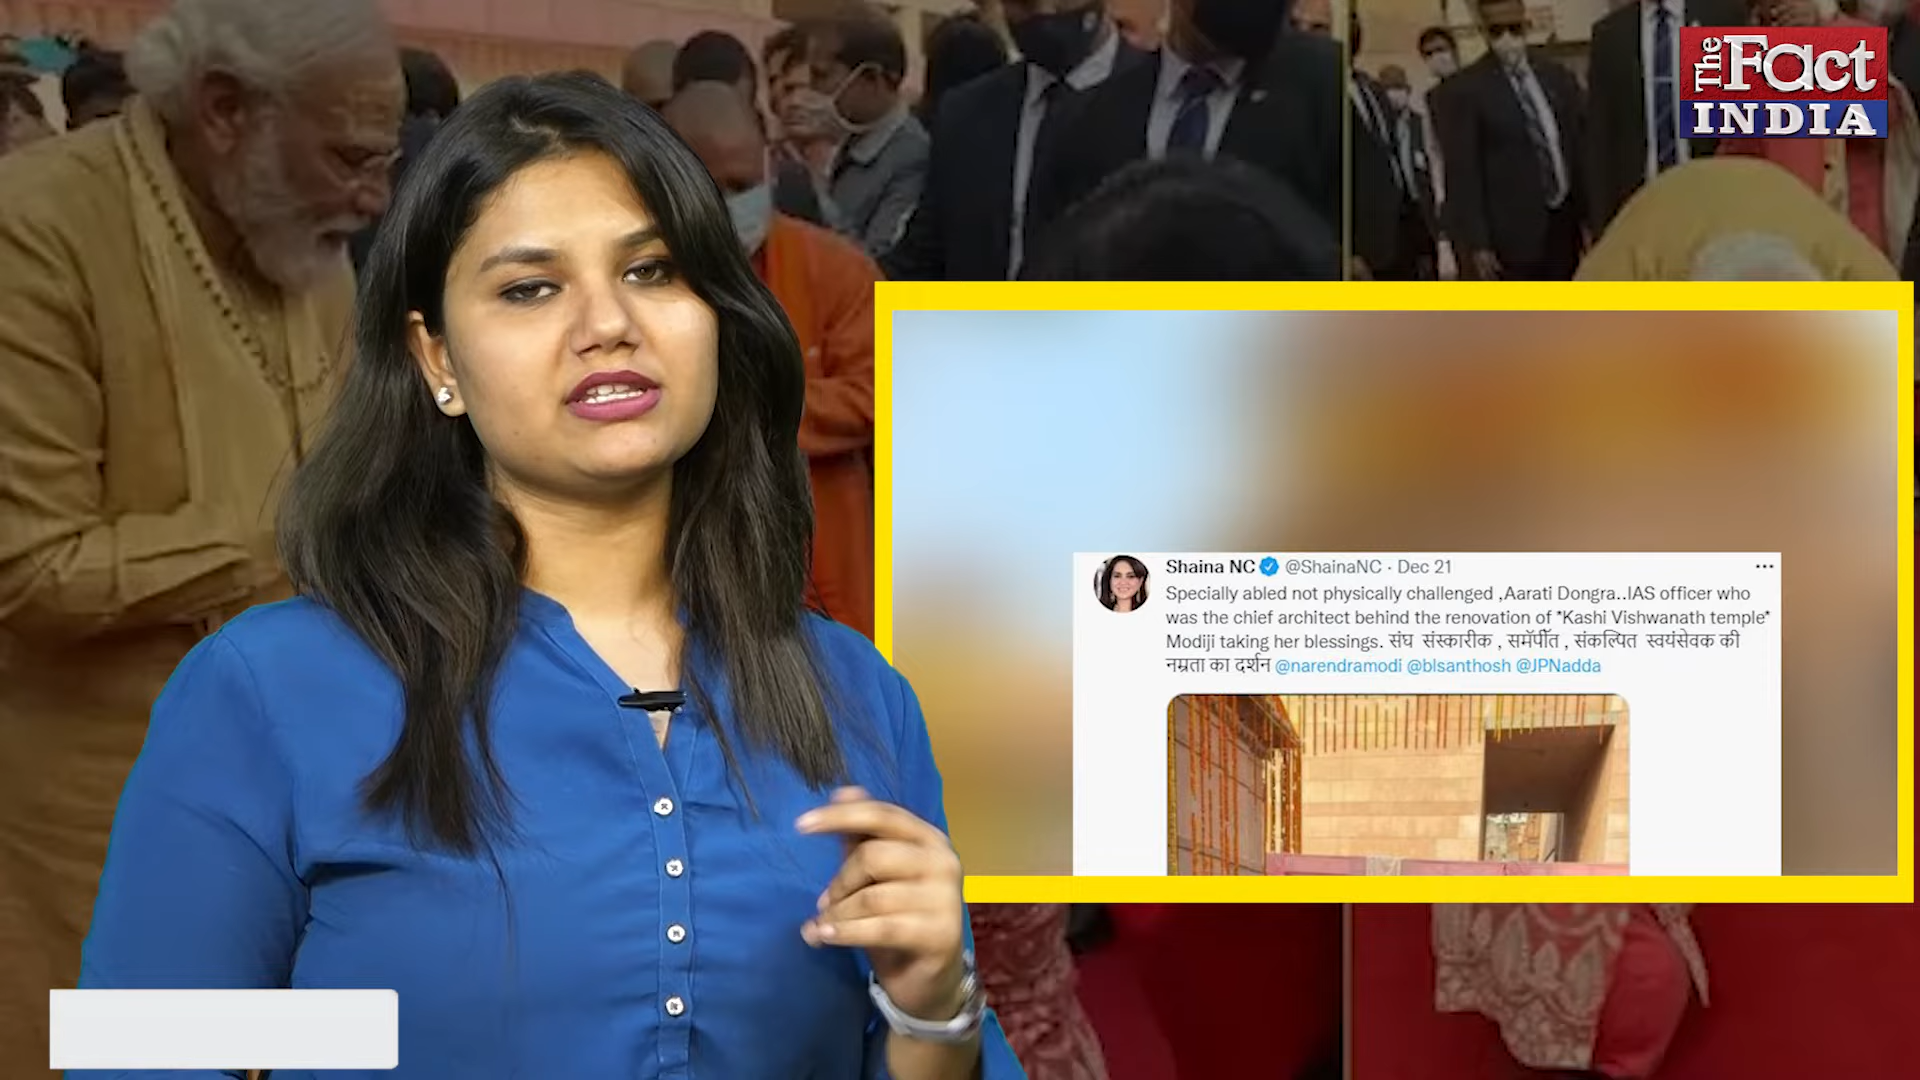 The Fact
INDIA
Shaina NC @ShainaNC · Dec 21
Specially abled not physically challenged ,Aarati Dongra..IAS officer who
was the chief architect behind the renovation of *Kashi Vishwanath temple*
Modiji taking her blessings. संघ संस्कारीक , समॅर्पीत , संकल्पित स्वयंसेवक की
नम्रता का दर्शन @narendramodi @blsanthosh @JPNadda